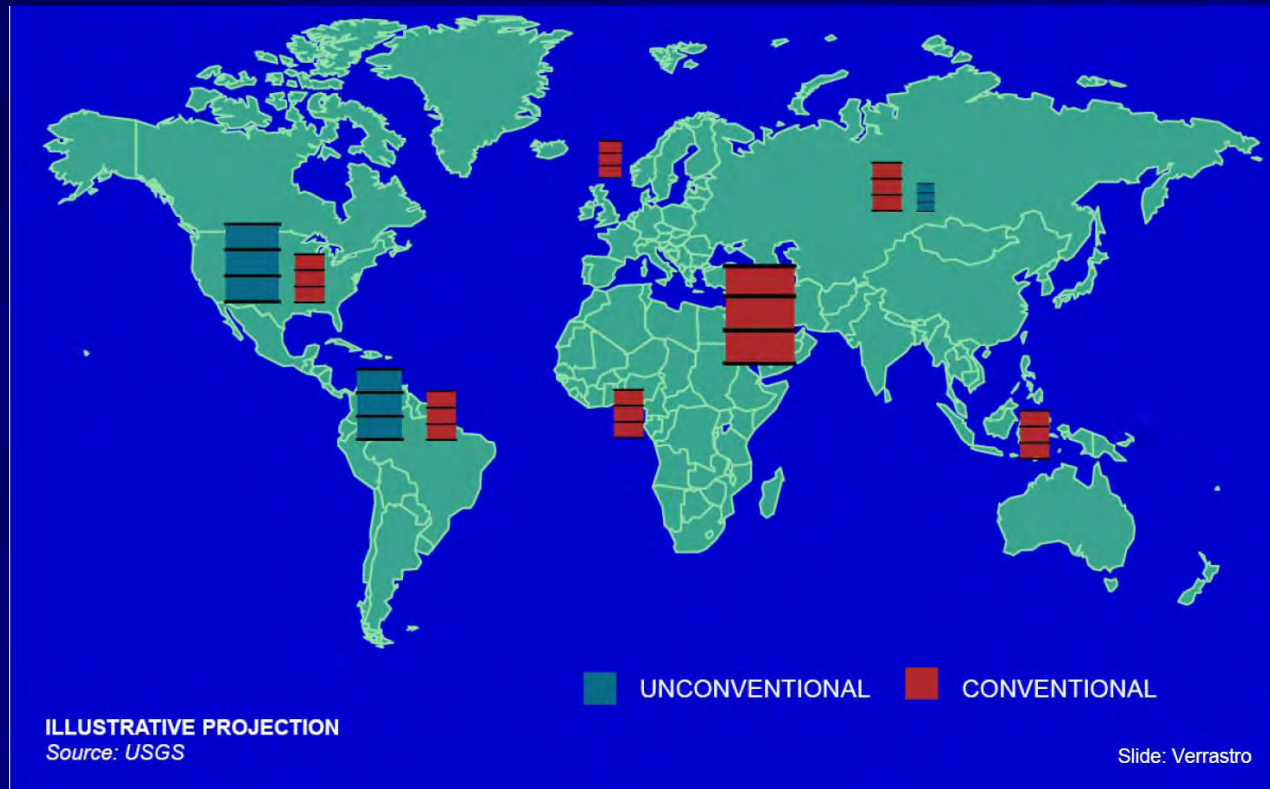 UNCONVENTIONAL
CONVENTIONAL
ILLUSTRATIVE PROJECTION
Source: USGS
Slide: Verrastro